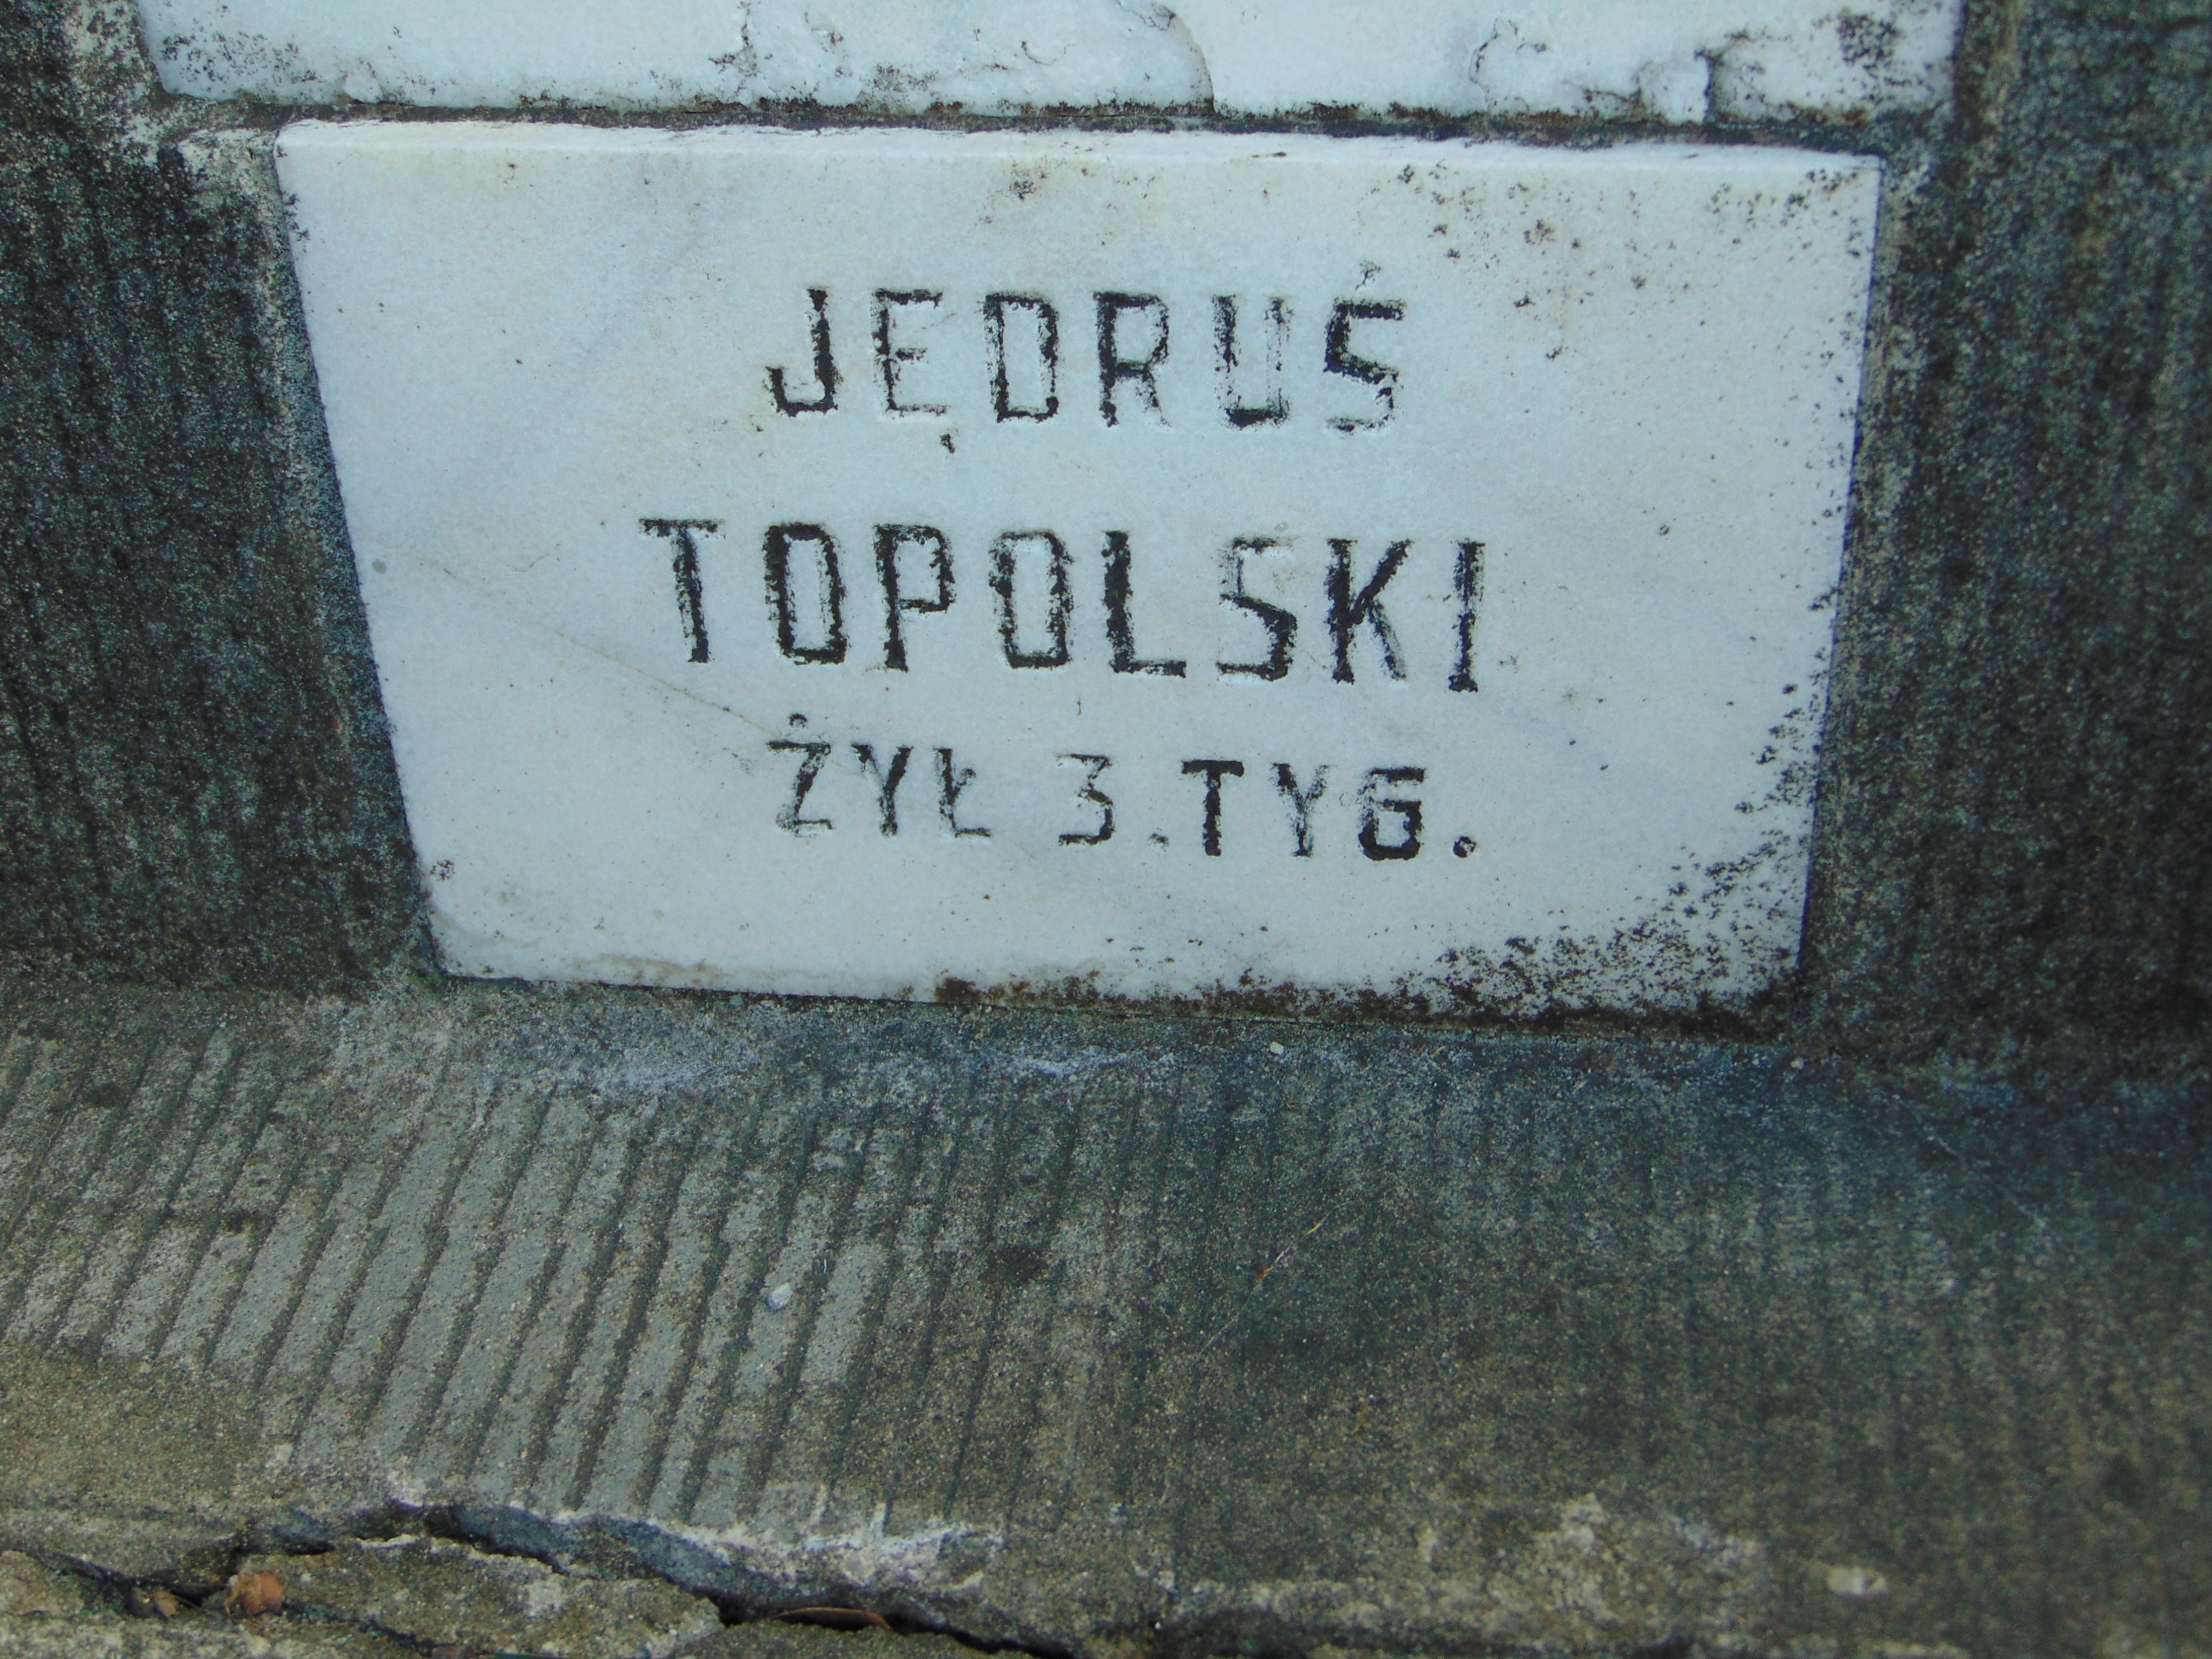 JĘDRUŚ
TOPOLSKI
ŻYŁ 3.TYG.